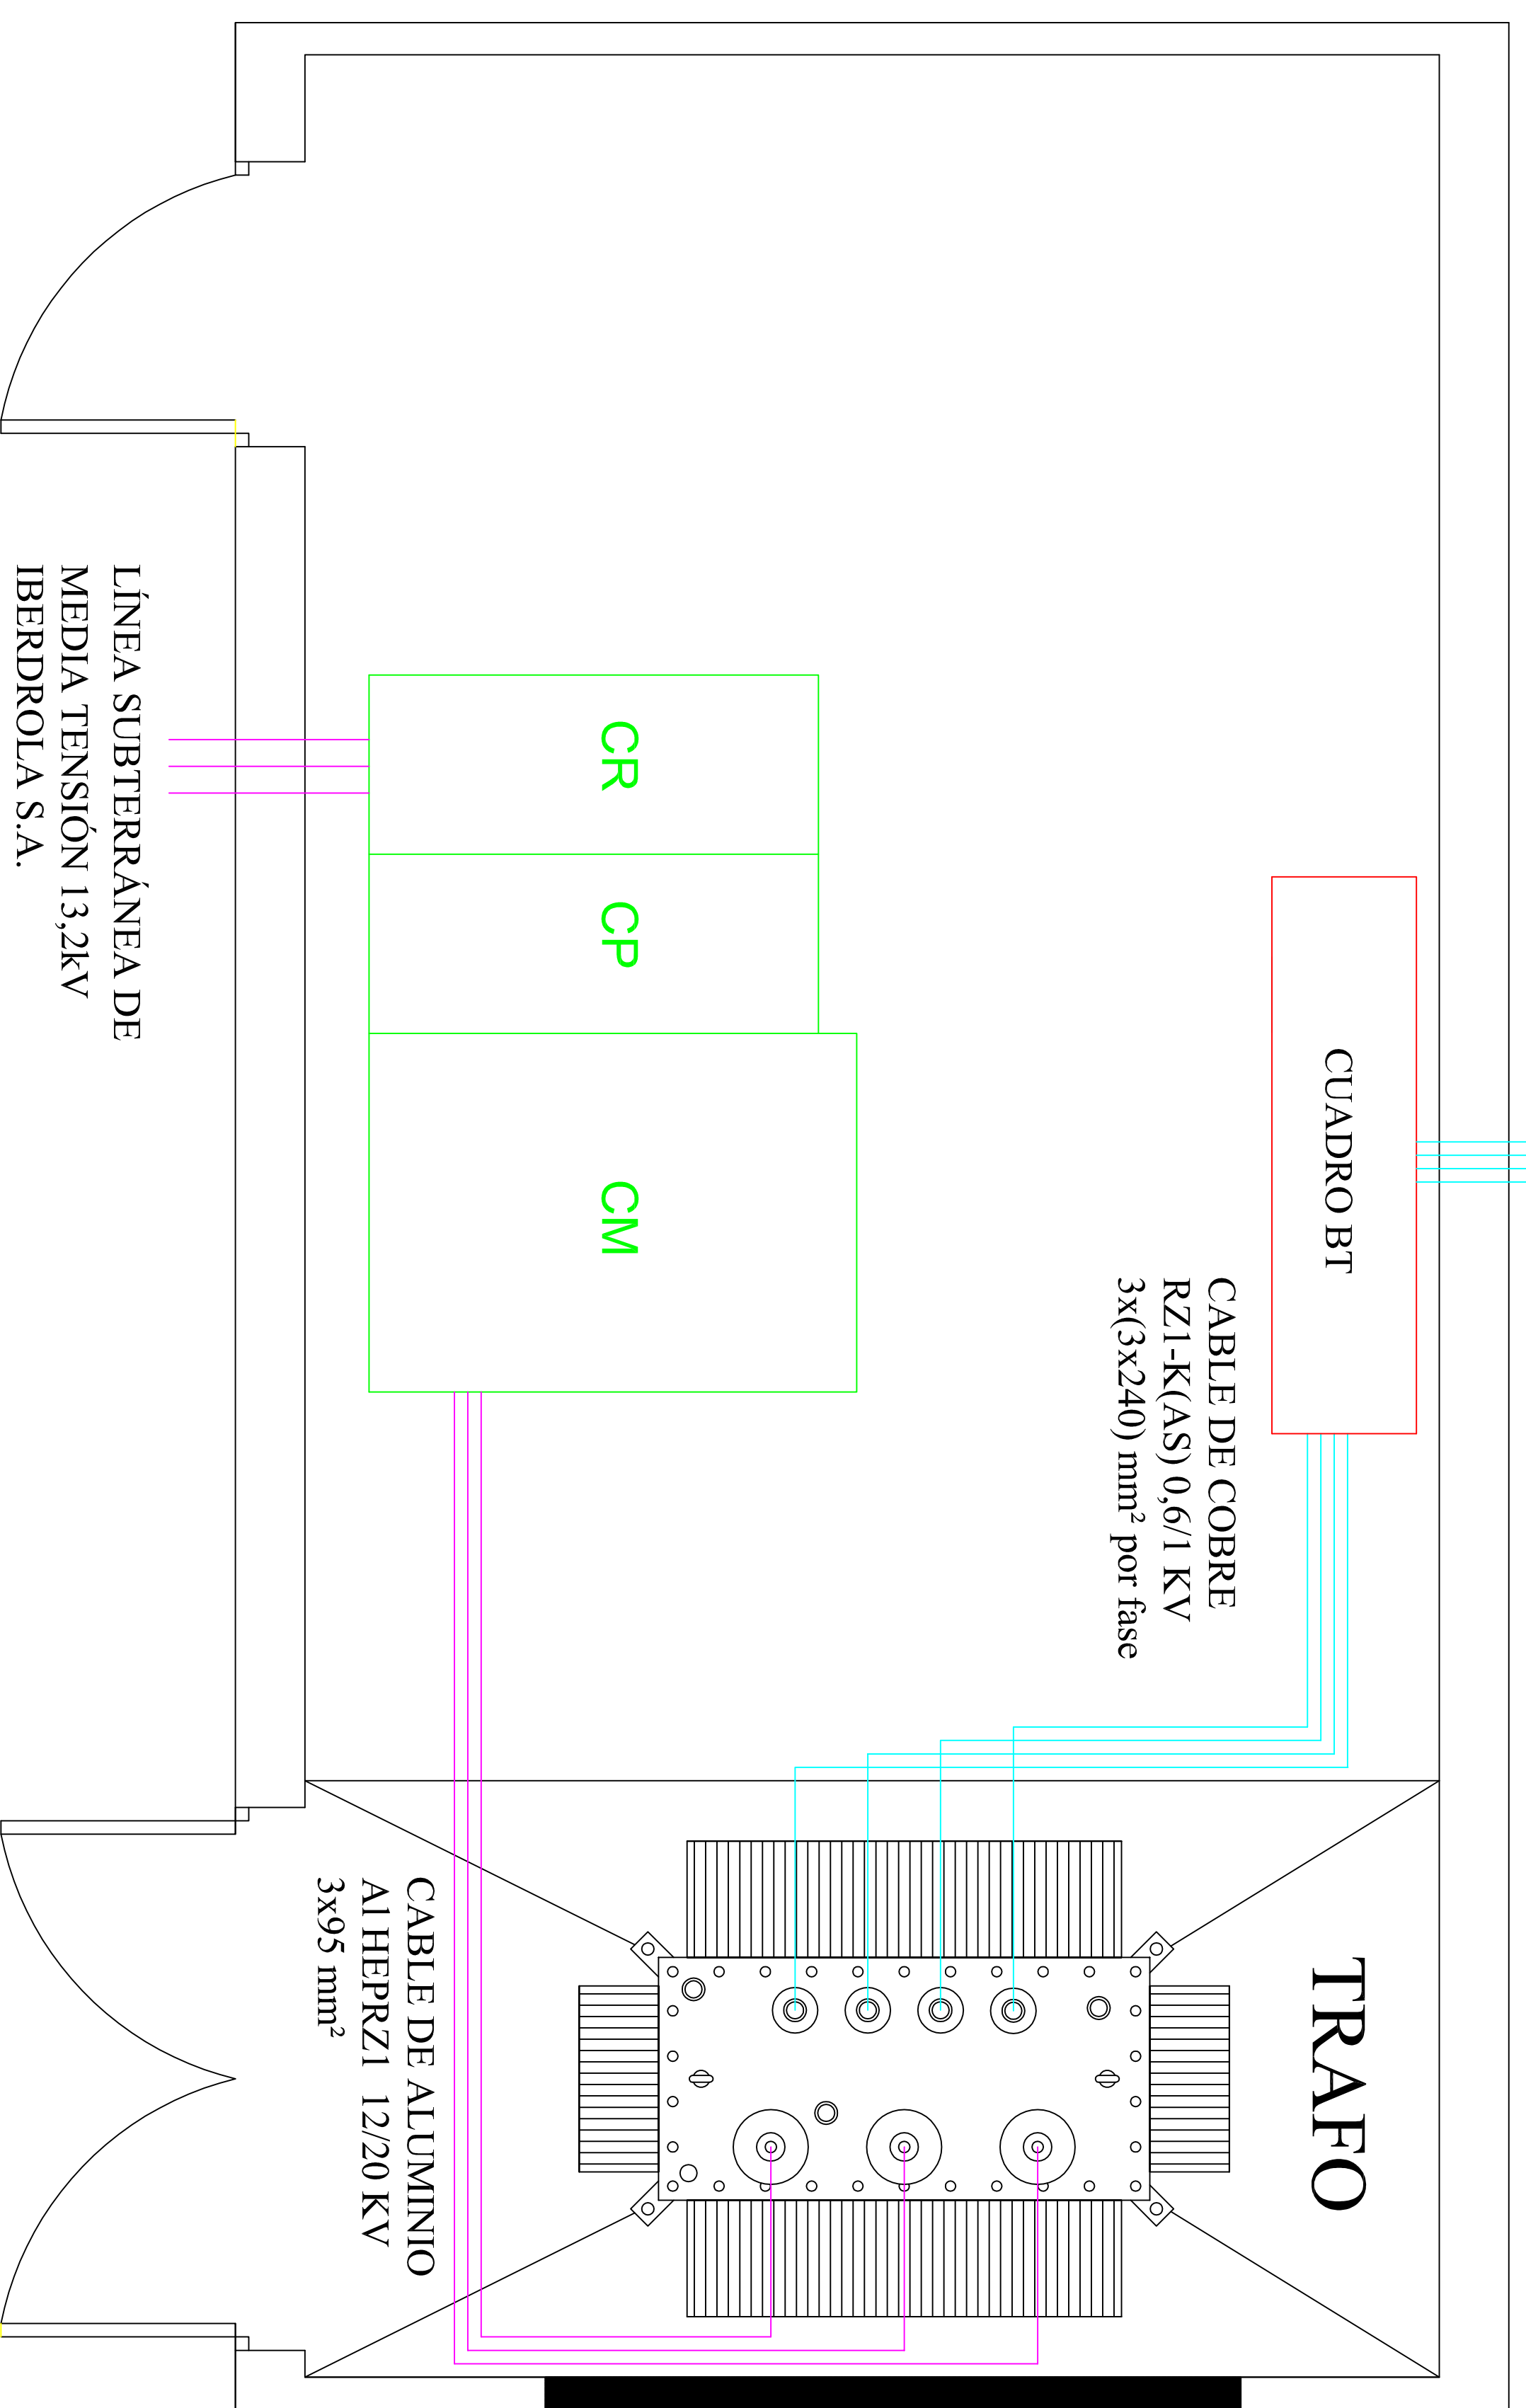 TRAFO
CUADRO BT
CABLE DE COBRE
RZ1-K(AS) 0,6/1 KV
3x(3x240) mm² por fase
CR
CP
CM
CABLE DE ALUMINIO
Al HEPRZ1 12/20 KV
3x95 mm²
LÍNEA SUBTERRÁNEA DE
MEDIA TENSIÓN 13,2kV
IBERDROLA S.A.